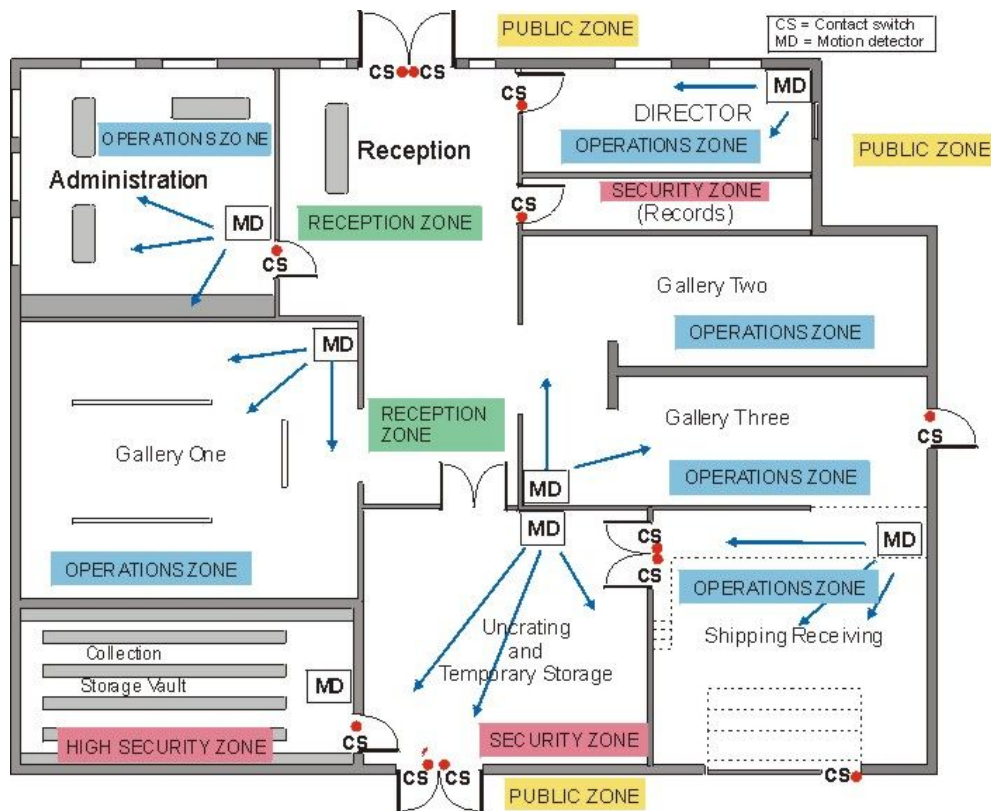 PUBLIC ZONE
CS = Contact switch
MD = Motion detector
CS CS
CS
MD
DIRECTOR
OPERATIONS ZONE
OPERATIONS ZONE
Reception
PUBLIC ZONE
Administration
SECURITY ZONE
(Records)
CS
MD
RECEPTION ZONE
CS
Gallery Two
OPERATIONS ZONE
MD
RECEPTION
ZONE
Gallery Three
CS
Gallery One
OPERATIONS ZONE
MD
MD
CS
CS
MD
OPERATIONS ZONE
OPERATIONS ZONE
Uncrating
and
Temporary Storage
Shipping Receiving
Collection
Storage Vault
MD
HIGH SECURITY ZONE
CS
SECURITY ZONE
CS CS
CS
PUBLIC ZONE